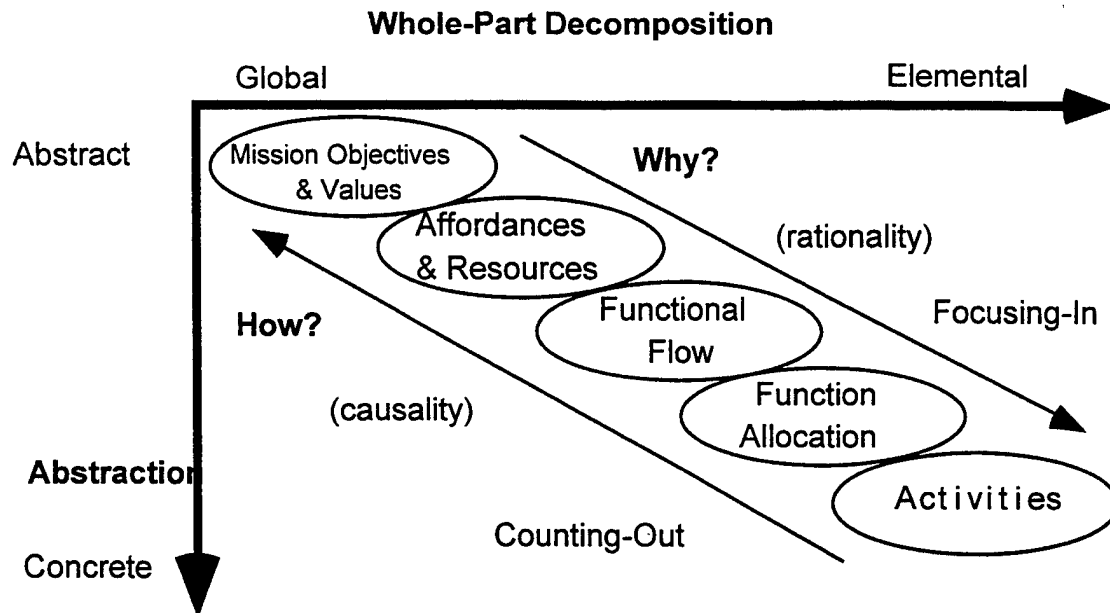 Whole-Part Decomposition
Global
Elemental
Abstract
Mission Objectives
& Values
Why?
Affordances
& Resources
(rationality)
How?
Functional
Flow
Focusing-In
(causality)
Function
Allocation
Abstraction
Activities
Counting-Out
Concrete